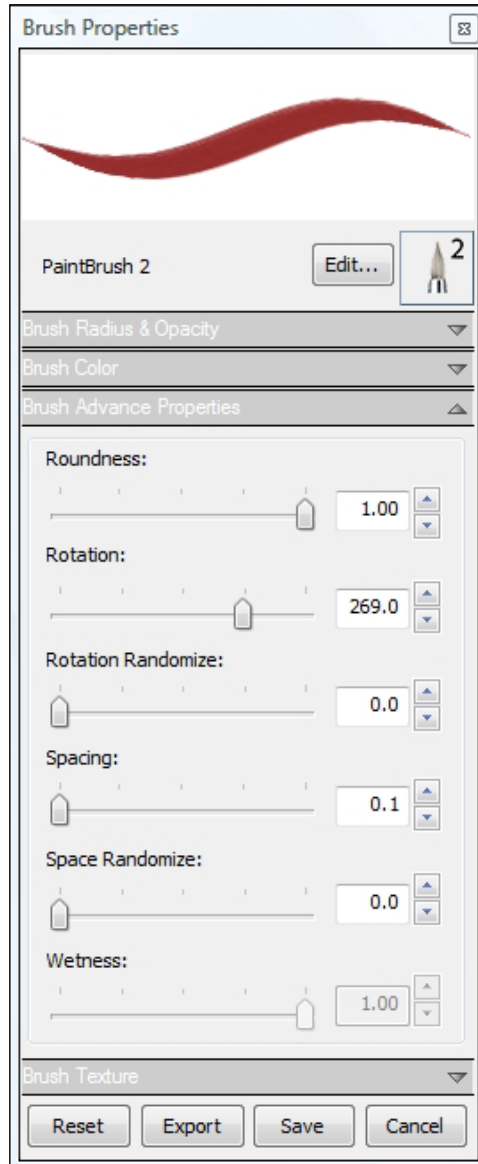 Brush Properties
PaintBrush 2
Edit...
2
Brush Radius & Opacity
Brush Color
Brush Advance Properties
Roundness:
1.00
Rotation:
269.0
Rotation Randomize:
0.0
Spacing:
0.1
Space Randomize:
0.0
Wetness:
1.00
Brush Texture
Reset Export Save Cancel